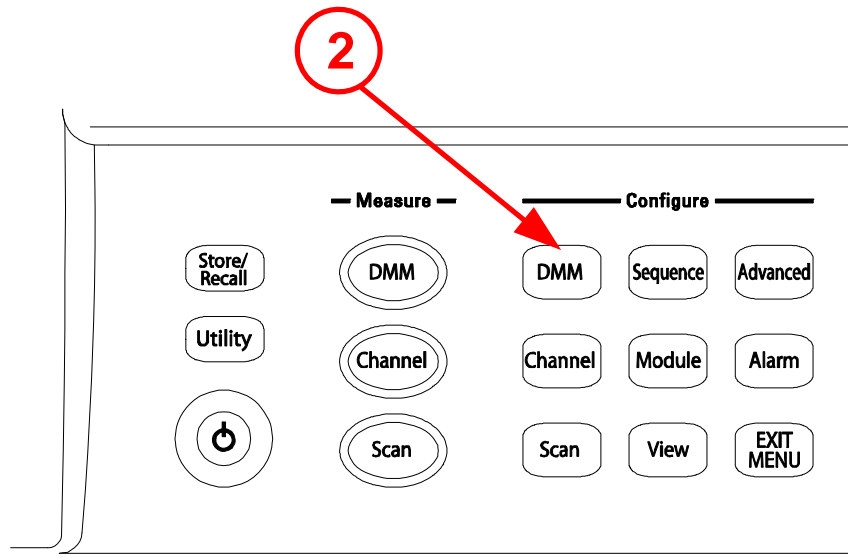 2
Measure
Configure
Store/
Recall
DMM
DMM
Sequence
Advanced
Utility
Channel
Channel
Module
Alarm
Scan
Scan
View
EXIT
MENU